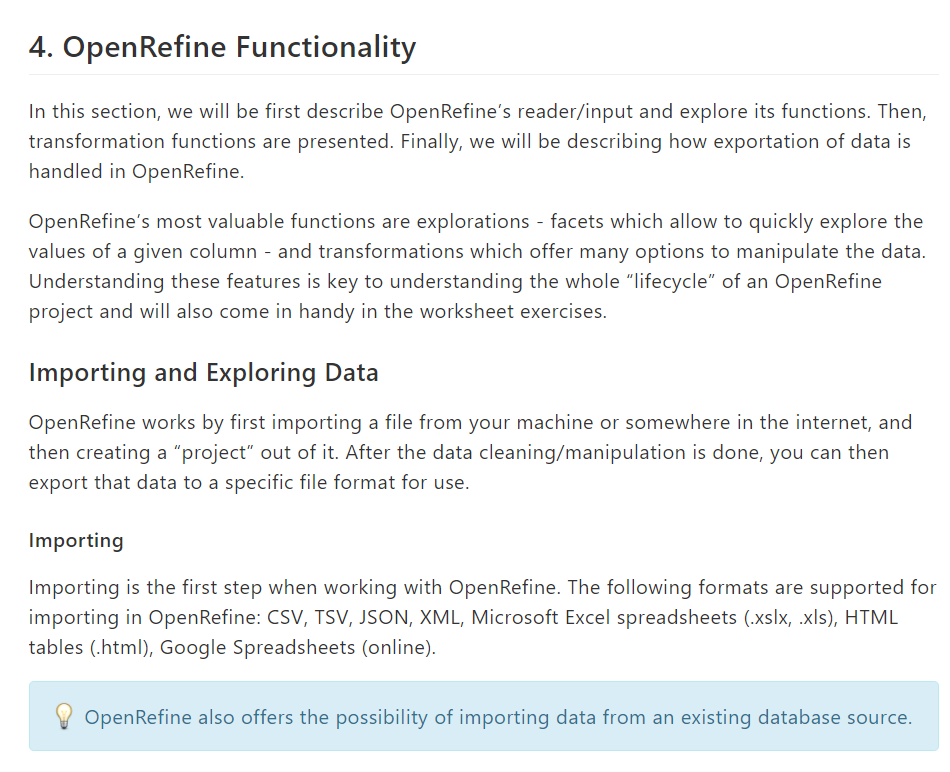 4. OpenRefine Functionality
In this section, we will be first describe OpenRefine’s reader/input and explore its functions. Then,
transformation functions are presented. Finally, we will be describing how exportation of data is
handled in OpenRefine.
OpenRefine’s most valuable functions are explorations - facets which allow to quickly explore the
values of a given column - and transformations which offer many options to manipulate the data.
Understanding these features is key to understanding the whole “lifecycle” of an OpenRefine
project and will also come in handy in the worksheet exercises.
Importing and Exploring Data
OpenRefine works by first importing a file from your machine or somewhere in the internet, and
then creating a “project” out of it. After the data cleaning/manipulation is done, you can then
export that data to a specific file format for use.
Importing
Importing is the first step when working with OpenRefine. The following formats are supported for
importing in OpenRefine: CSV, TSV, JSON, XML, Microsoft Excel spreadsheets (.xslx, .xls), HTML
tables (.html), Google Spreadsheets (online).
OpenRefine also offers the possibility of importing data from an existing database source.